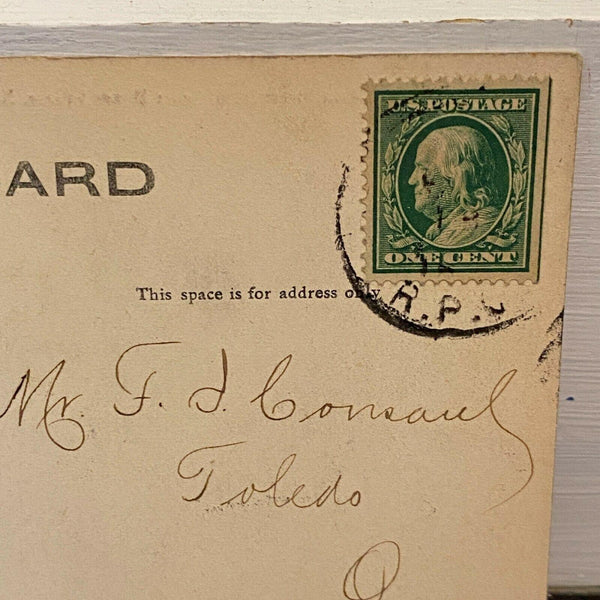 U.S. POSTAGE
ARD
ONE CENT
This space is for address only
R.P.
Mr. F. J. Consaul
Toledo
O